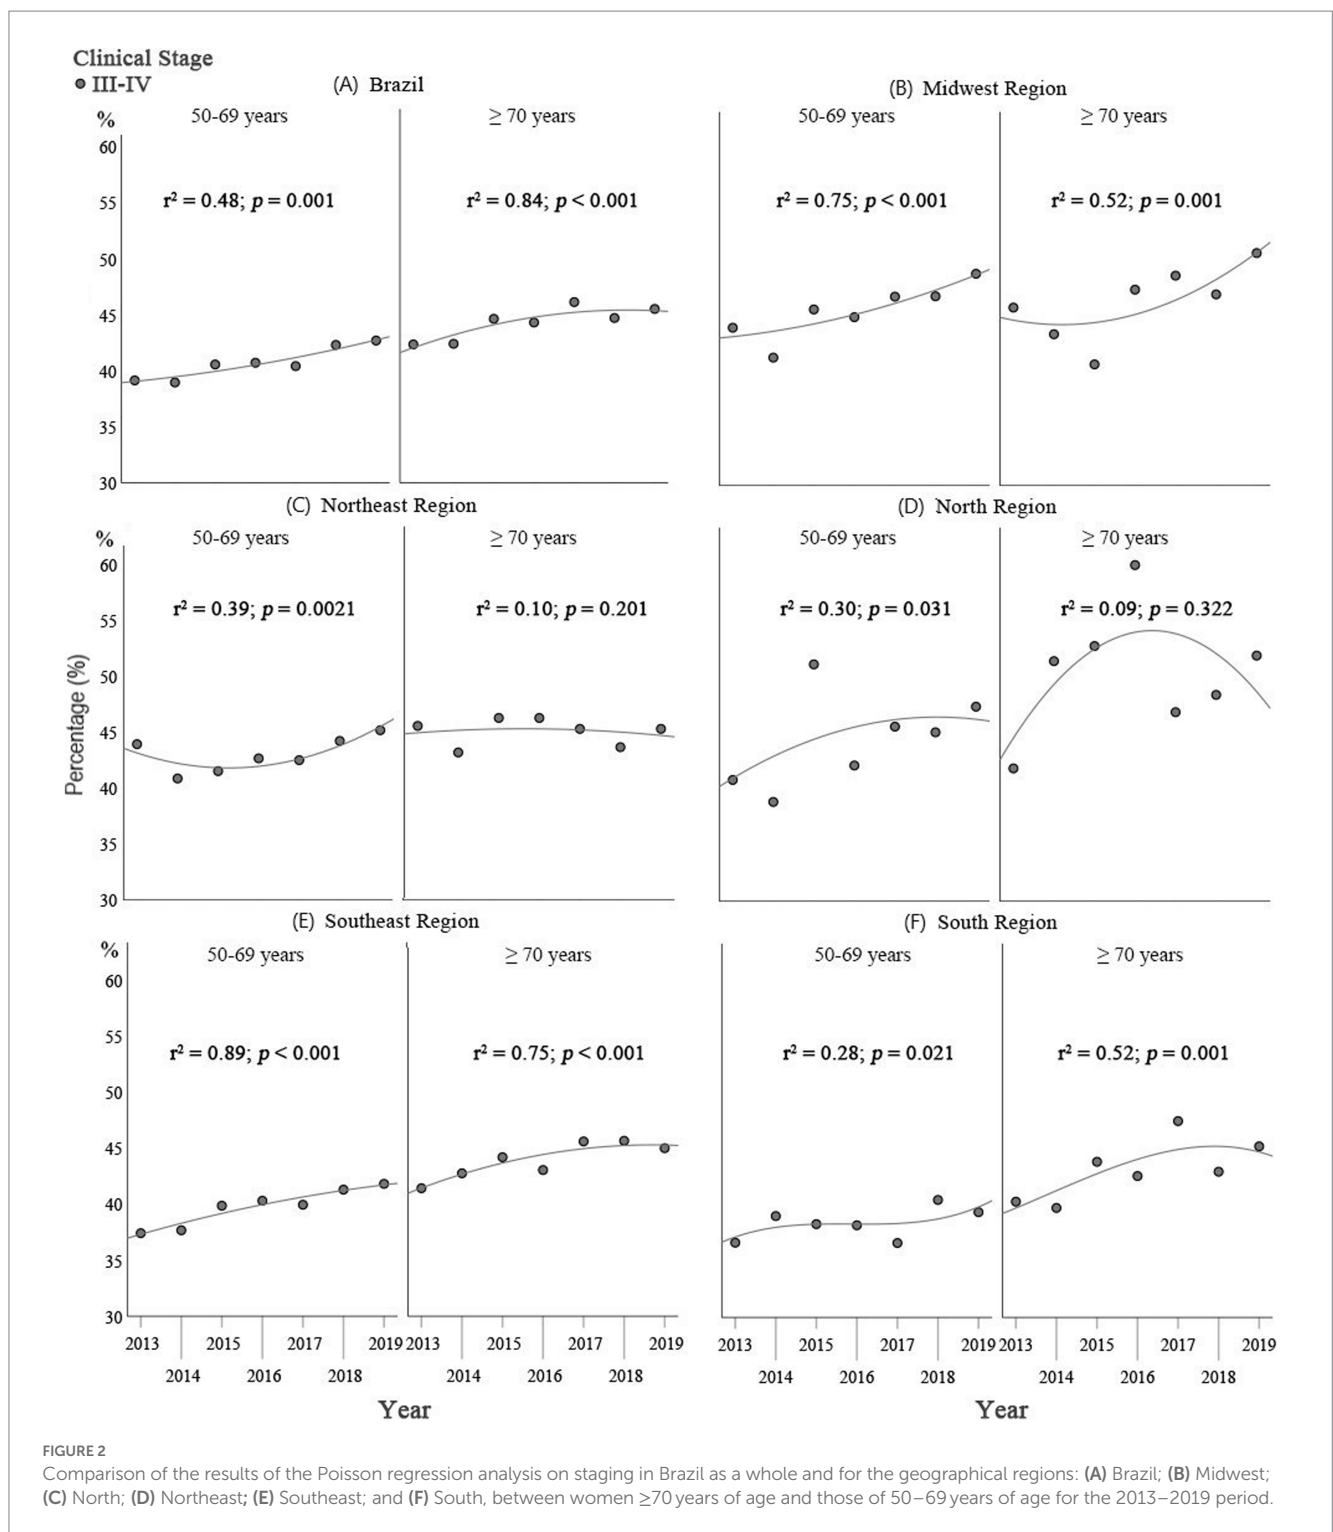 Clinical Stage
III-IV
(A) Brazil
(B) Midwest Region
%
50-69 years
≥ 70 years
50-69 years
≥ 70 years
60
55
50
45
40
35
30
r² = 0.48; p = 0.001
r² = 0.84; p < 0.001
r² = 0.75; p < 0.001
r² = 0.52; p = 0.001
(C) Northeast Region
(D) North Region
%
50-69 years
≥ 70 years
50-69 years
≥ 70 years
60
55
50
45
40
35
30
r² = 0.39; p = 0.0021
r² = 0.10; p = 0.201
r² = 0.30; p = 0.031
r² = 0.09; p = 0.322
Percentage (%)
(E) Southeast Region
(F) South Region
%
50-69 years
≥ 70 years
50-69 years
≥ 70 years
60
55
50
45
40
35
30
r² = 0.89; p < 0.001
r² = 0.75; p < 0.001
r² = 0.28; p = 0.021
r² = 0.52; p = 0.001
2013 2015 2017 2019 2013 2015 2017 2019
2014 2016 2018 2014 2016 2018
2013 2015 2017 2019 2013 2015 2017 2019
2014 2016 2018 2014 2016 2018
Year
Year
FIGURE 2
Comparison of the results of the Poisson regression analysis on staging in Brazil as a whole and for the geographical regions: (A) Brazil; (B) Midwest;
(C) North; (D) Northeast; (E) Southeast; and (F) South, between women ≥70 years of age and those of 50–69 years of age for the 2013–2019 period.